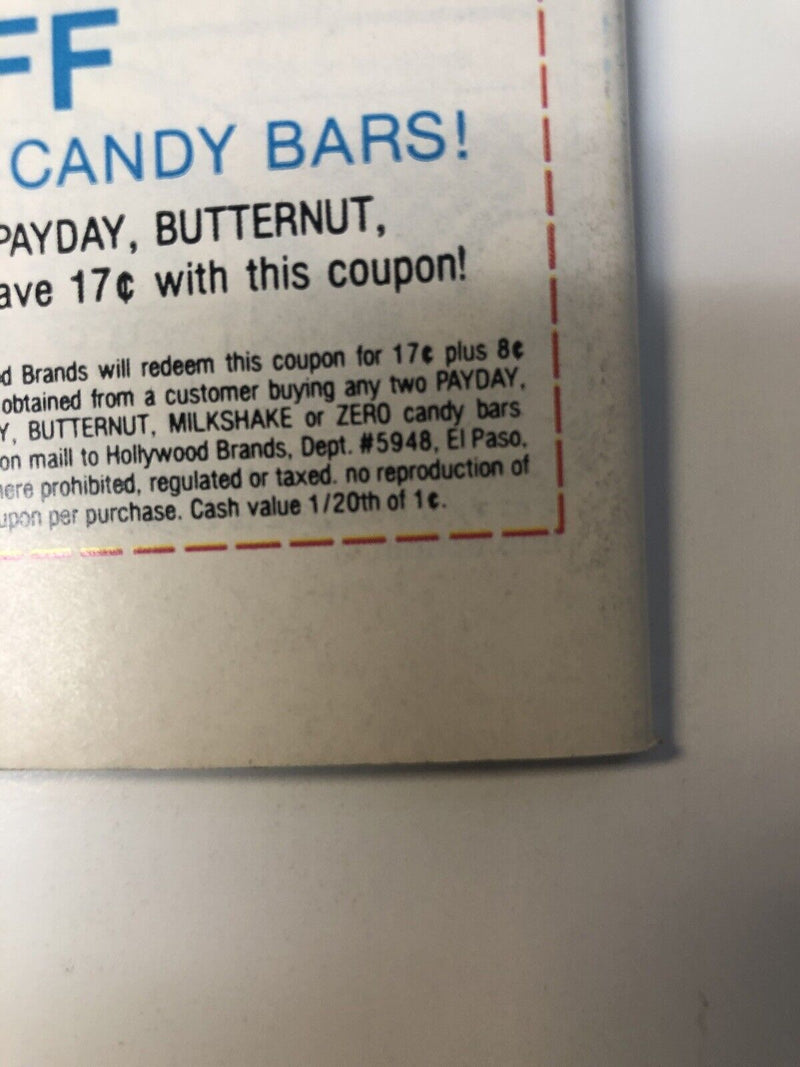 FF
CANDY BARS!
PAYDAY, BUTTERNUT,
ave 17¢ with this coupon!
d Brands will redeem this coupon for 17¢ plus 8¢
obtained from a customer buying any two PAYDAY,
Y, BUTTERNUT, MILKSHAKE or ZERO candy bars
on maill to Hollywood Brands, Dept. #5948, El Paso,
here prohibited, regulated or taxed. no reproduction of
upon per purchase. Cash value 1/20th of 1¢.